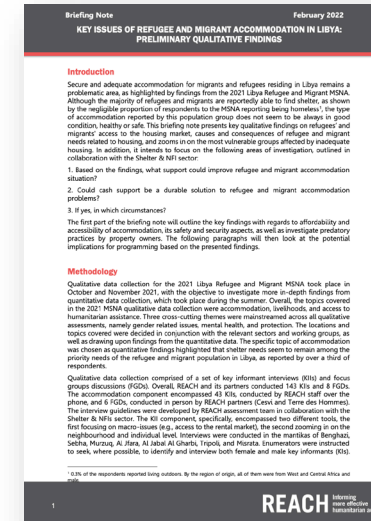 Briefing Note February 2022
KEY ISSUES OF REFUGEE AND MIGRANT ACCOMMODATION IN LIBYA:
PRELIMINARY QUALITATIVE FINDINGS
Introduction
Secure and adequate accommodation for migrants and refugees residing in Libya remains a
problematic area, as highlighted by findings from the 2021 Libya Refugee and Migrant MSNA.
Although the majority of refugees and migrants are reportedly able to find shelter, as shown
by the negligible proportion of respondents to the MSNA reporting being homeless¹, the type
of accommodation reported by this population group does not seem to be always in good
condition, healthy or safe. This briefing note presents key qualitative findings on refugees' and
migrants' access to the housing market, causes and consequences of refugee and migrant
needs related to housing, and zooms in on the most vulnerable groups affected by inadequate
housing. In addition, it intends to focus on the following areas of investigation, outlined in
collaboration with the Shelter & NFI sector:
1. Based on the findings, what support could improve refugee and migrant accommodation
situation?
2. Could cash support be a durable solution to refugee and migrant accommodation
problems?
3. If yes, in which circumstances?
The first part of the briefing note will outline the key findings with regards to affordability and
accessibility of accommodation, its safety and security aspects, as well as investigate predatory
practices by property owners. The following paragraphs will then look at the potential
implications for programming based on the presented findings.
Methodology
Qualitative data collection for the 2021 Libya Refugee and Migrant MSNA took place in
October and November 2021, with the objective to investigate more in-depth findings from
quantitative data collection, which took place during the summer. Overall, the topics covered
in the 2021 MSNA qualitative data collection were accommodation, livelihoods, and access to
humanitarian assistance. Three cross-cutting themes were mainstreamed across all qualitative
assessments, namely gender related issues, mental health, and protection. The locations and
topics covered were decided in conjunction with the relevant sectors and working groups, as
well as drawing upon findings from the quantitative data. The specific topic of accommodation
was chosen as quantitative findings highlighted that shelter needs seem to remain among the
priority needs of the refugee and migrant population in Libya, as reported by over a third of
respondents.
Qualitative data collection comprised of a set of key informant interviews (KIIs) and focus
groups discussions (FGDs). Overall, REACH and its partners conducted 143 KIIs and 8 FGDs.
The accommodation component encompassed 43 KIIs, conducted by REACH staff over the
phone, and 6 FGDs, conducted in person by REACH partners (Cesvi and Terre des Homes).
The interview guidelines were developed by REACH assessment team in collaboration with the
Shelter & NFIs sector. The KII component, specifically, encompassed two different tools, the
first focusing on macro-issues (e.g., access to the rental market), the second zooming in on the
neighbourhood and individual level. Interviews were conducted in the mantikas of Benghazi,
Sebha, Murzuq, Al Jfara, Al Jabal Al Gharbi, Tripoli, and Misrata. Enumerators were instructed
to seek, where possible, to identify and interview both female and male key informants (KIs).
¹ 0.3% of the respondents reported living outdoors. By the region of origin, all of them were from West and Central Africa and
male.
1
REACH Informing
more effective
humanitarian a